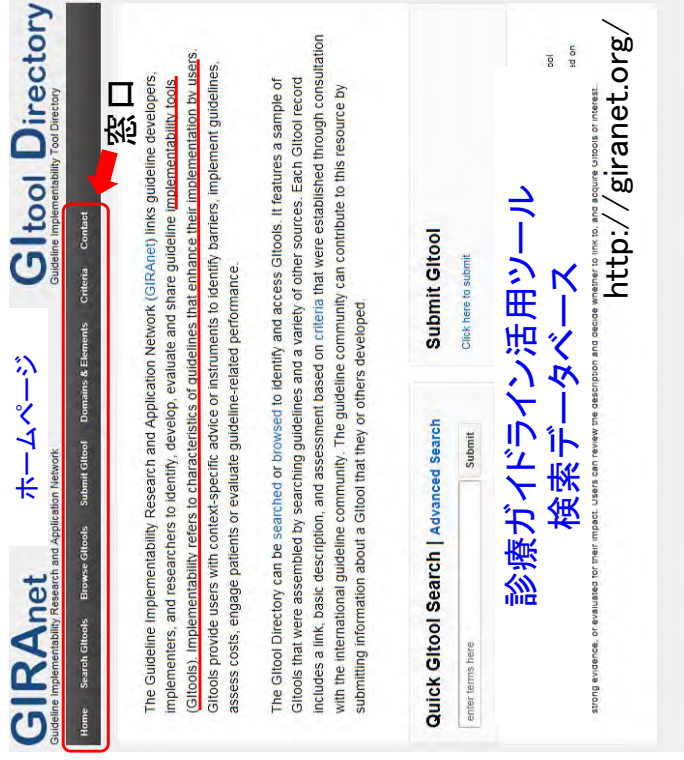 GIRAnet
Guideline Implementability Research and Application Network
ホームページ
GItool Directory
Guideline Implementability Tool Directory
Home Search GItools Browse GItools Submit GItool Domains & Elements Criteria Contact
窓口
The Guideline Implementability Research and Application Network (GIRAnet) links guideline developers,
implementers, and researchers to identify, develop, evaluate and share guideline implementability tools
(GItools). Implementability refers to characteristics of guidelines that enhance their implementation by users.
GItools provide users with context-specific advice or instruments to identify barriers, implement guidelines,
assess costs, engage patients or evaluate guideline-related performance.
The GItool Directory can be searched or browsed to identify and access GItools. It features a sample of
GItools that were assembled by searching guidelines and a variety of other sources. Each GItool record
includes a link, basic description, and assessment based on criteria that were established through consultation
with the international guideline community. The guideline community can contribute to this resource by
submitting information about a GItool that they or others developed.
Quick GItool Search | Advanced Search
enter terms here
Submit
Submit GItool
Click here to submit
診療ガイドライン活用ツール
検索データベース
ool
ed on
strong evidence, or evaluated for their impact. Users can review the description and decide whether to link to, and acquire GItools of interest.
http://giranet.org/